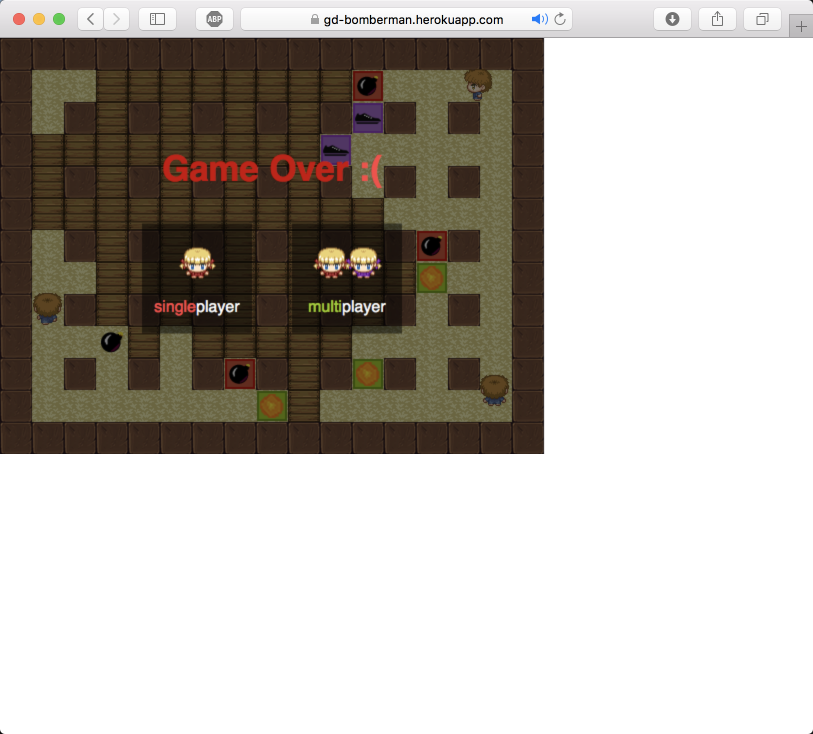 ABP
gd-bomberman.herokuapp.com
Game Over :(
singleplayer
multiplayer